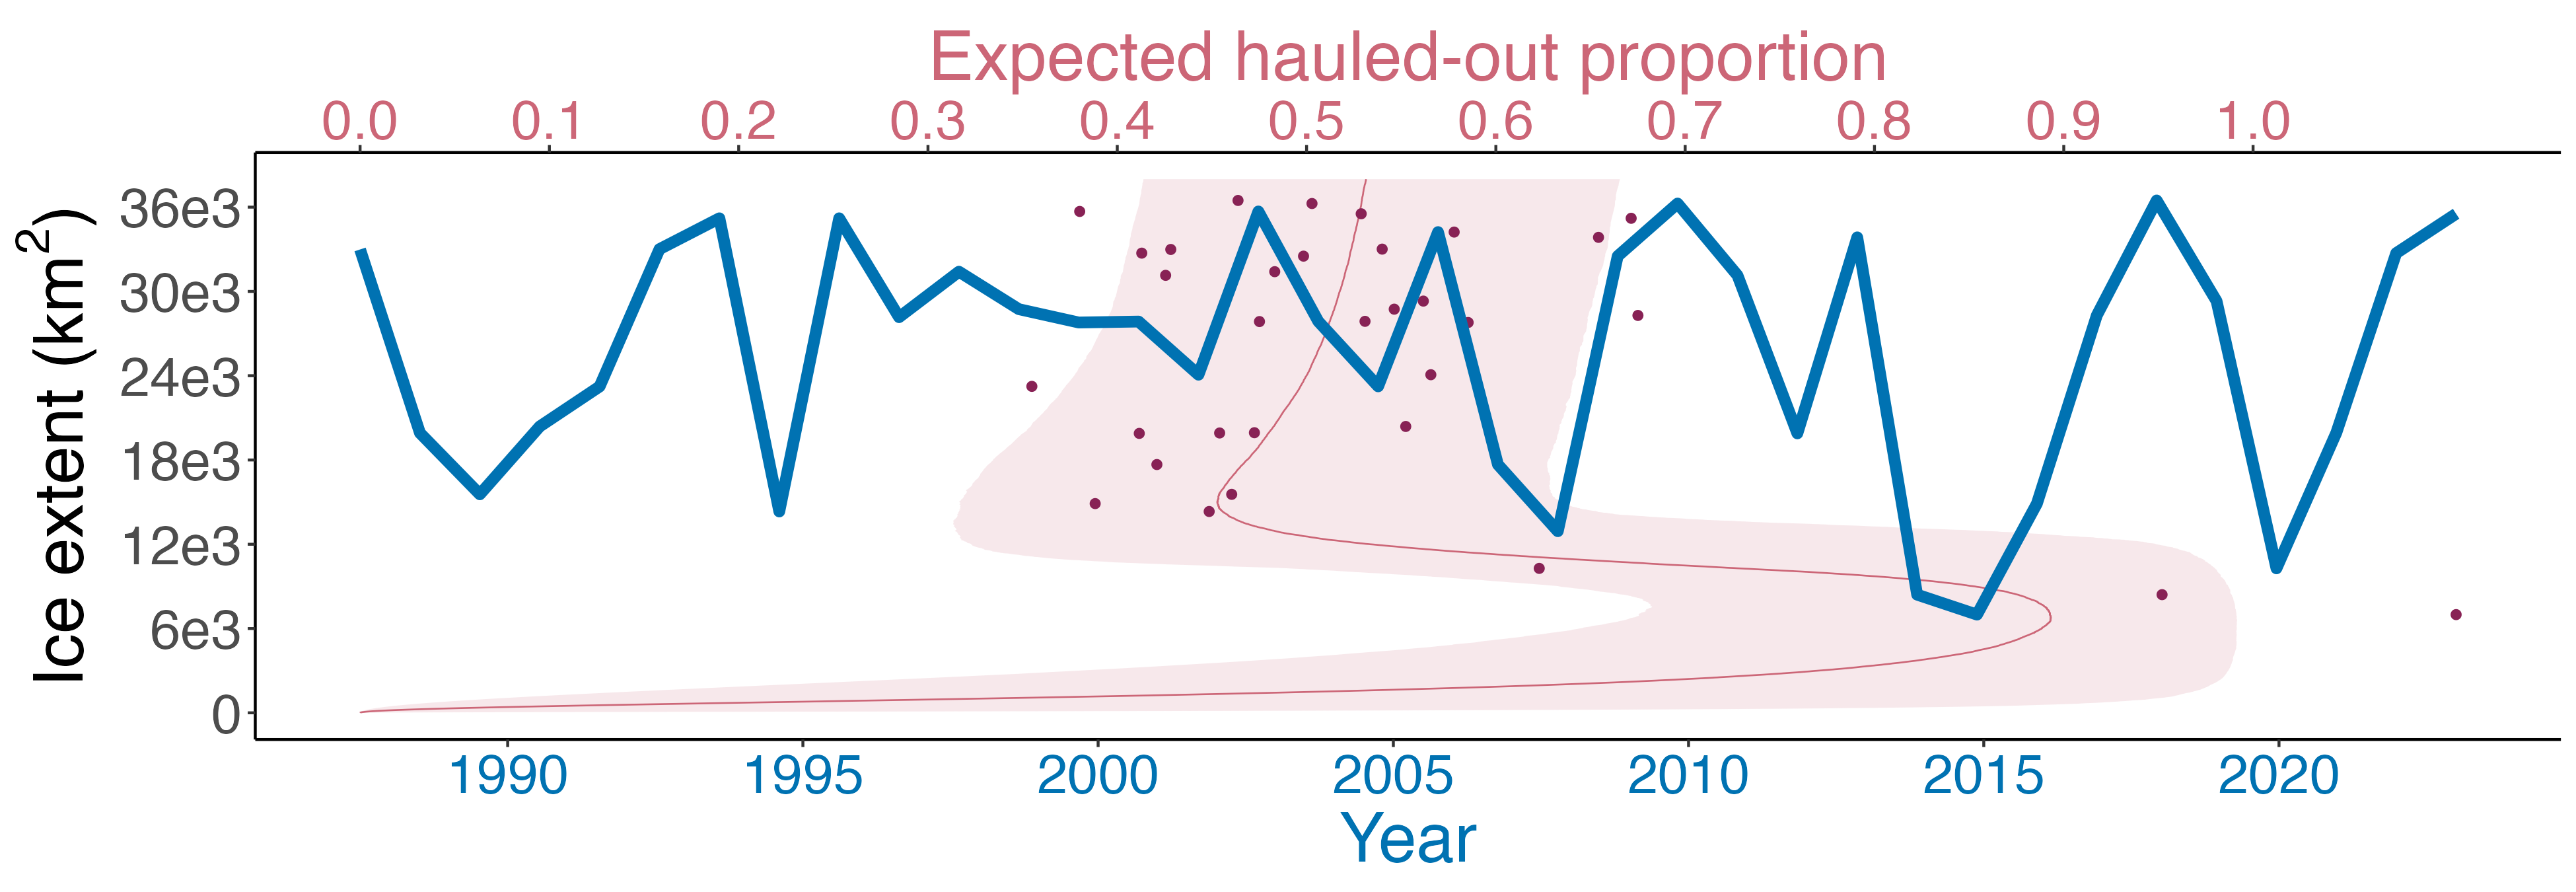 Expected hauled-out proportion
0.0 0.1 0.2 0.3 0.4 0.5 0.6 0.7 0.8 0.9 1.0
Ice extent (km²)
36e3
30e3
24e3
18e3
12e3
6e3
0
1990 1995 2000 2005 2010 2015 2020
Year